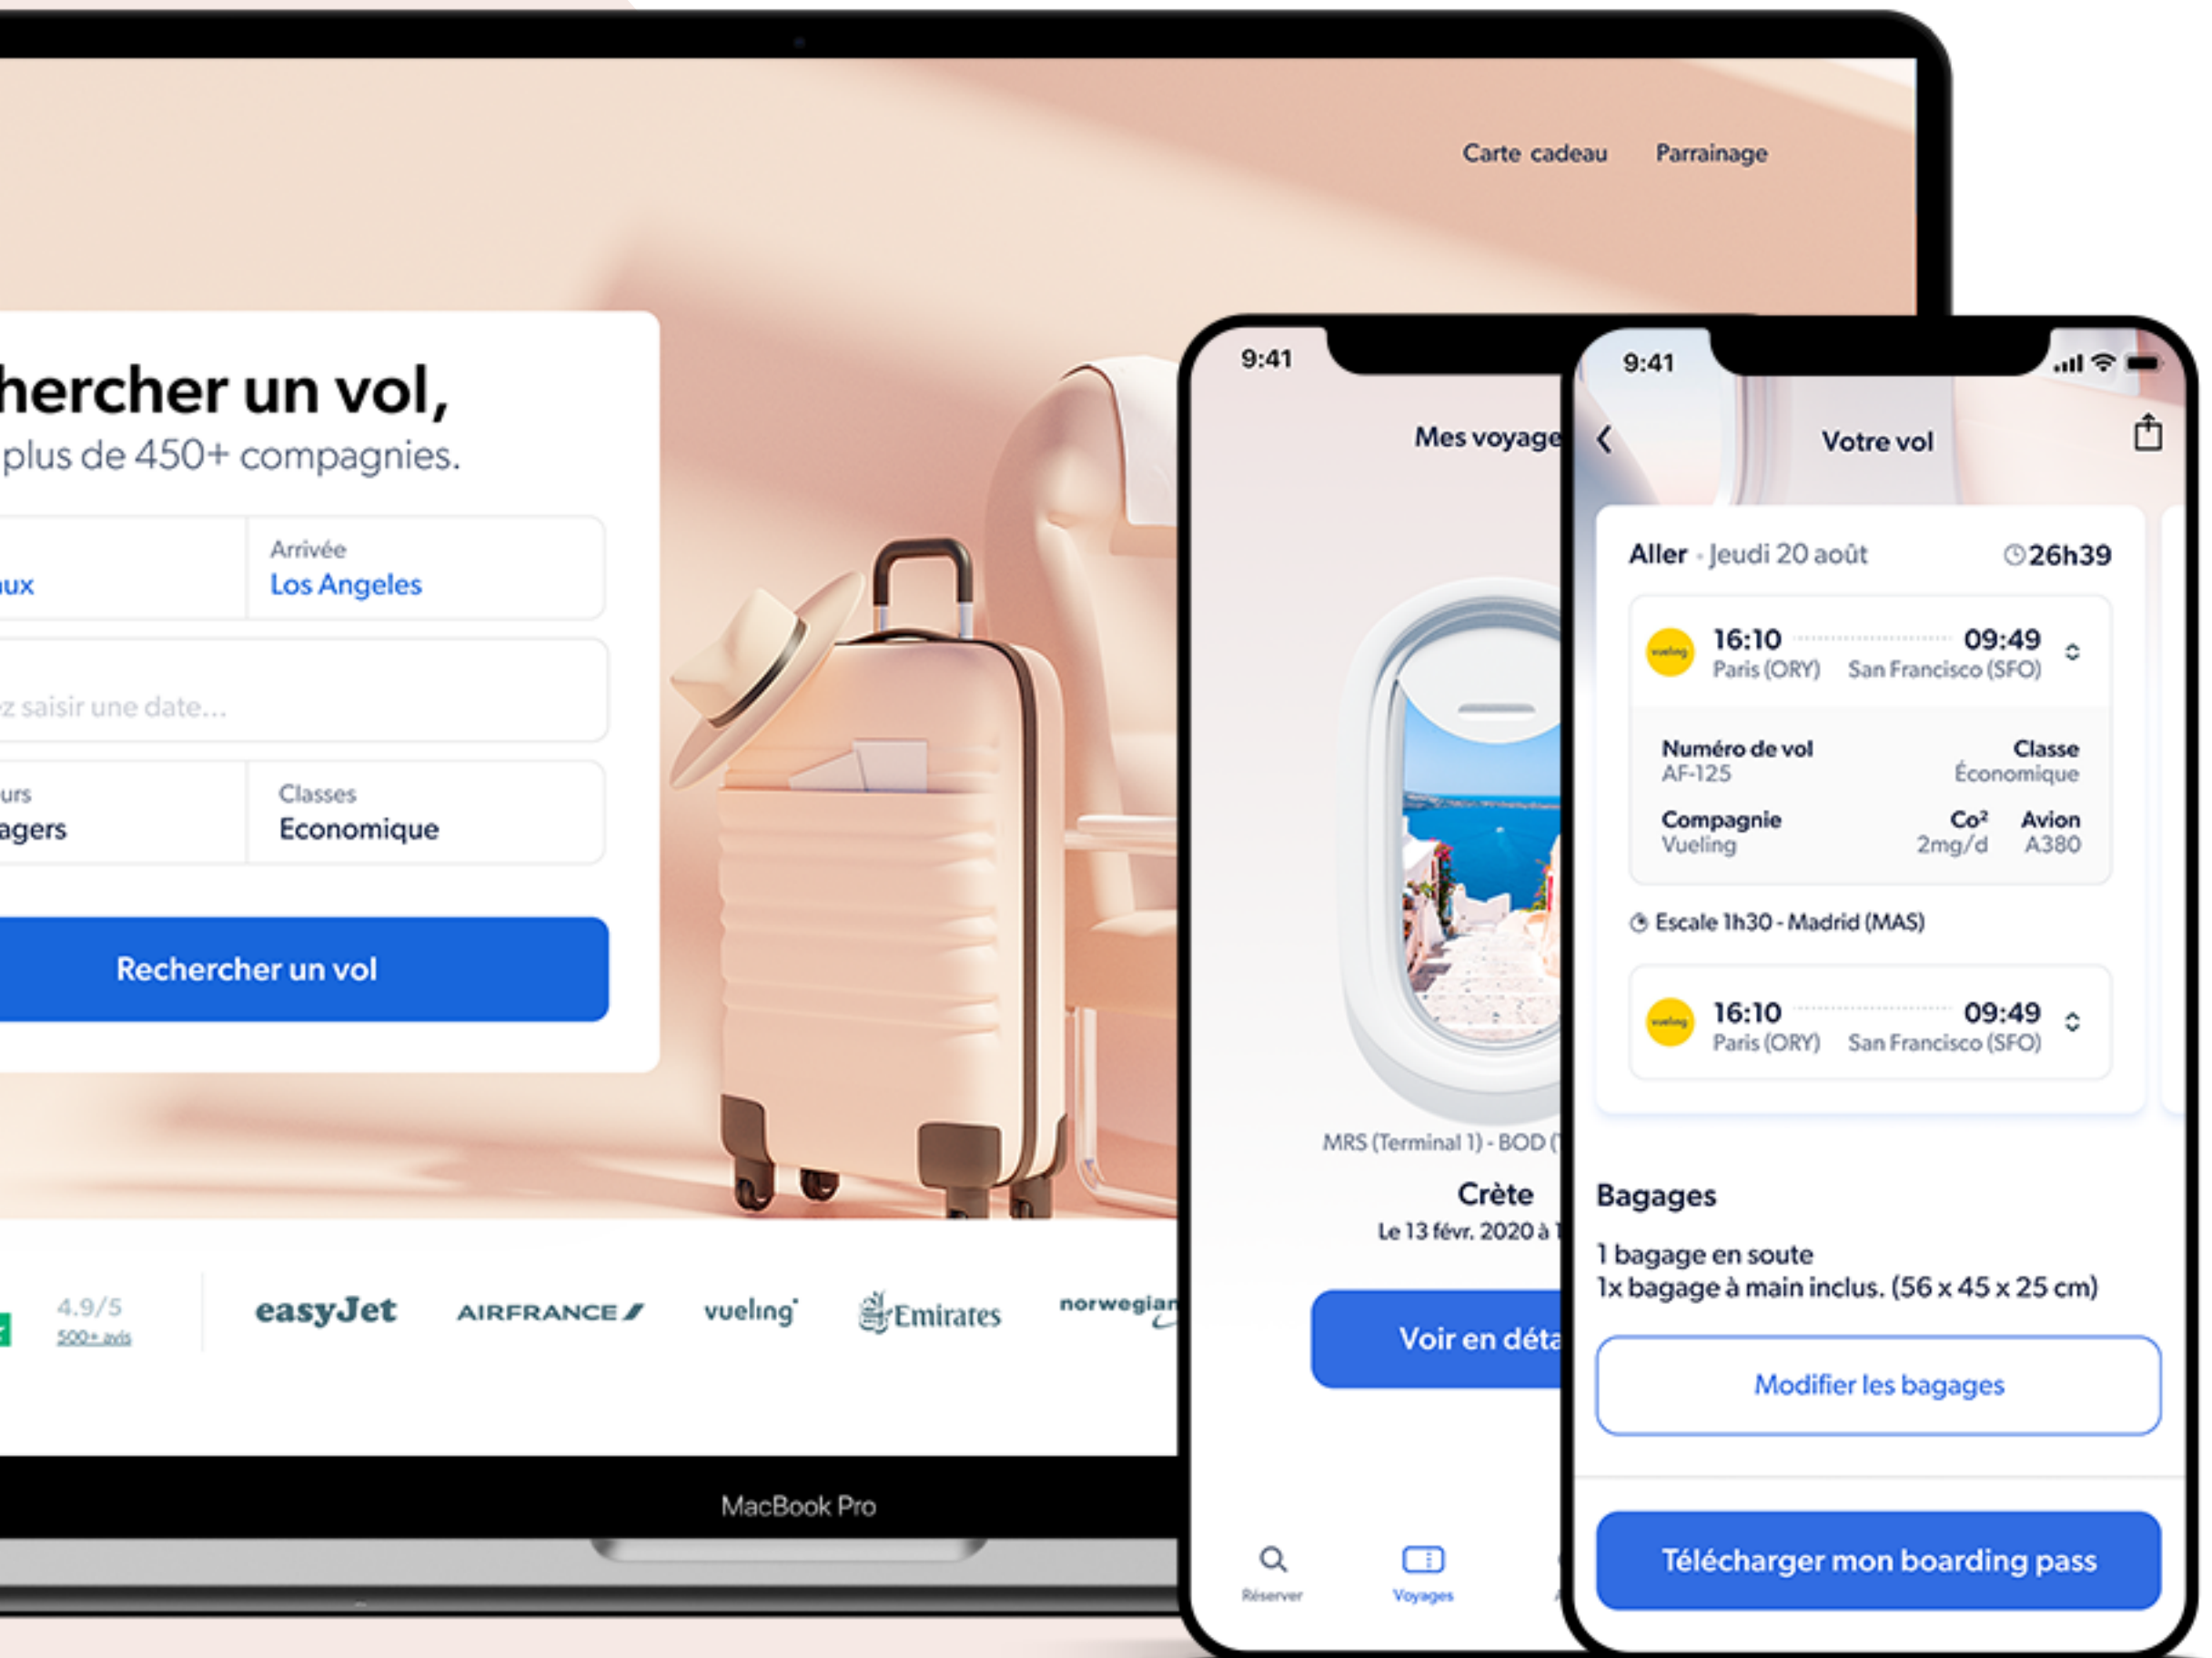 Carte cadeau Parrainage
hercher un vol,
plus de 450+ compagnies.
Arrivée
ux Los Angeles
z saisir une date...
urs Classes
agers Economique
Rechercher un vol
4.9/5
500+ avis
easyJet AIRFRANCE vueling Emirates norwegian
MacBook Pro
9:41
Mes voyage
MRS (Terminal 1) - BOD (
Crète
Le 13 févr. 2020 à 1
Voir en déta
Réserver Voyages
9:41
Votre vol
Aller • Jeudi 20 août 26h39
vueling 16:10 09:49
Paris (ORY) San Francisco (SFO)
Numéro de vol Classe
AF-125 Économique
Compagnie Co² Avion
Vueling 2mg/d A380
Escale 1h30 - Madrid (MAS)
vueling 16:10 09:49
Paris (ORY) San Francisco (SFO)
Bagages
1 bagage en soute
1x bagage à main inclus. (56 x 45 x 25 cm)
Modifier les bagages
Télécharger mon boarding pass